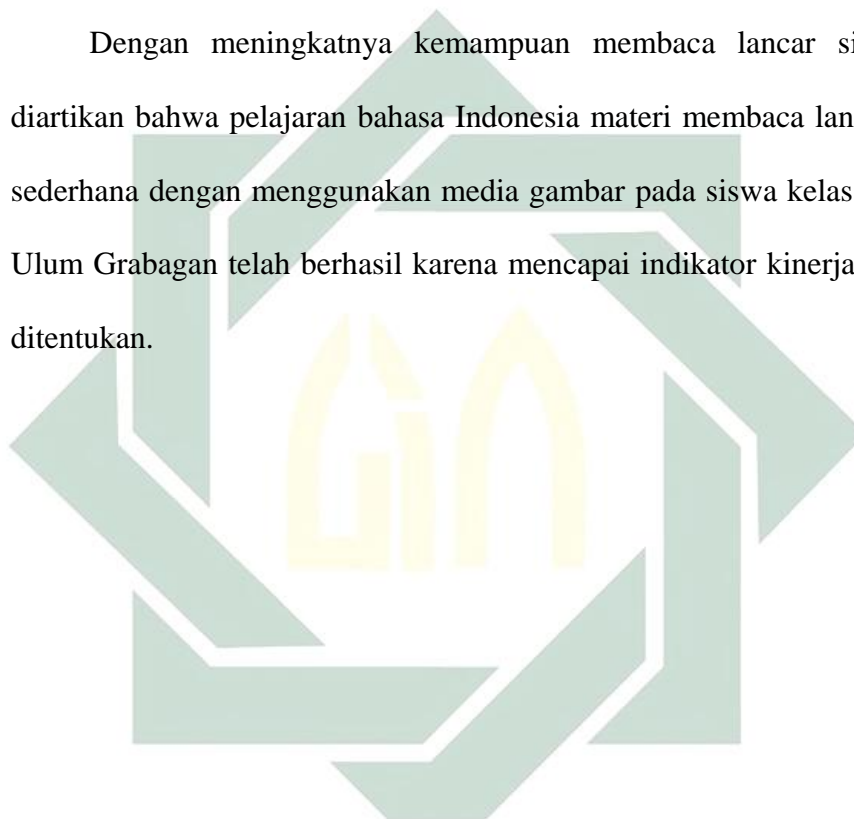 Dengan meningkatnya kemampuan membaca lancar si
diartikan bahwa pelajaran bahasa Indonesia materi membaca lan
sederhana dengan menggunakan media gambar pada siswa kelas
Ulum Grabagan telah berhasil karena mencapai indikator kinerja
ditentukan.